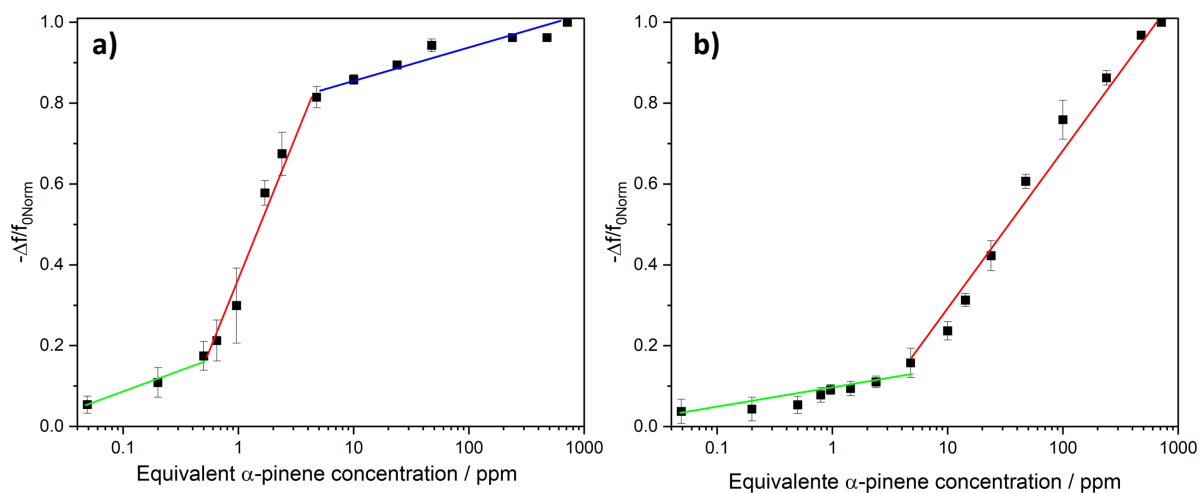 a)
1.0
0.8
0.6
0.4
0.2
0.0
-Δf/f0Norm
0.1 1 10 100 1000
Equivalent α-pinene concentration / ppm
b)
1.0
0.8
0.6
0.4
0.2
0.0
-Δf/f0Norm
0.1 1 10 100 1000
Equivalente α-pinene concentration / ppm